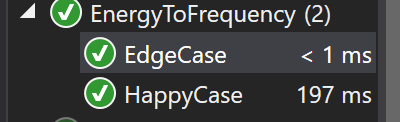 EnergyToFrequency (2)
EdgeCase < 1 ms
HappyCase 197 ms